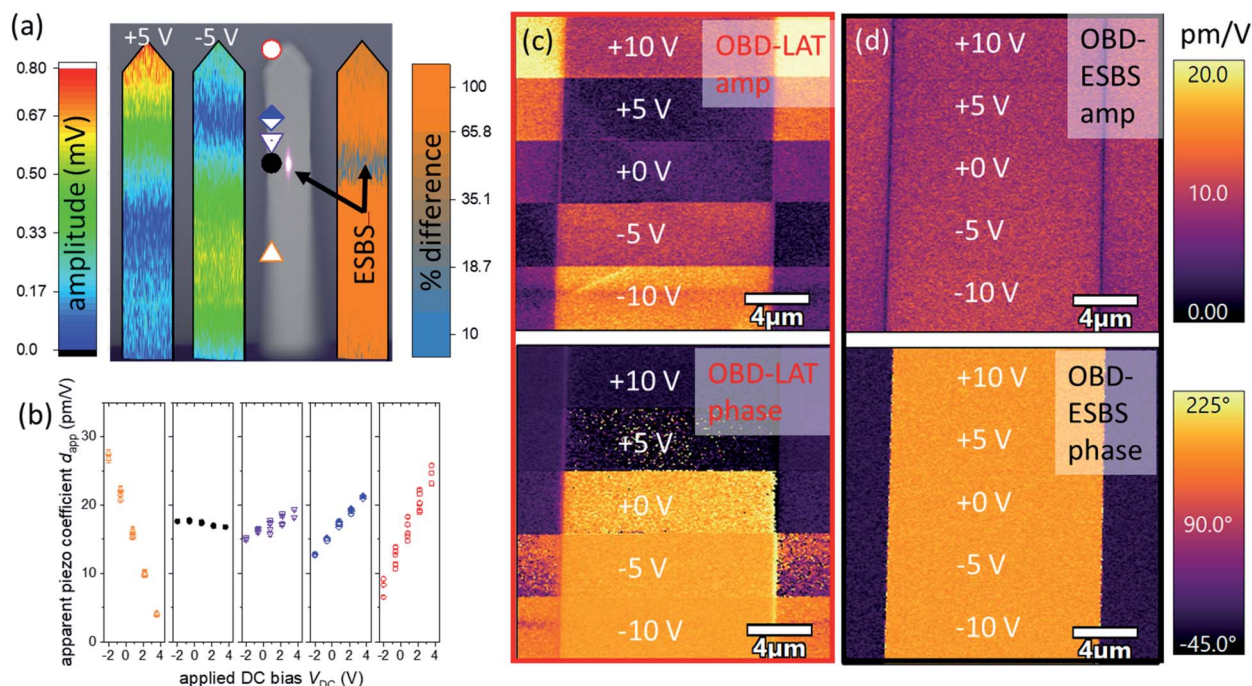 (a)
+5 V
-5 V
0.80
0.67
0.50
0.33
0.17
0.0
amplitude (mV)
ESBS
% difference
100
65.8
35.1
18.7
10
(b)
apparent piezo coefficient dapp (pm/V)
30
20
10
0
-2 0 2 4 -2 0 2 4 -2 0 2 4 -2 0 2 4 -2 0 2 4
applied DC bias VDC (V)
(c)
OBD-LAT
amp
+10 V
+5 V
+0 V
-5 V
-10 V
4µm
OBD-LAT
phase
+10 V
+5 V
+0 V
-5 V
-10 V
4µm
(d)
OBD-
ESBS
amp
+10 V
+5 V
+0 V
-5 V
-10 V
4µm
OBD-
ESBS
phase
+10 V
+5 V
+0 V
-5 V
-10 V
4µm
pm/V
20.0
10.0
0.00
225°
90.0°
-45.0°